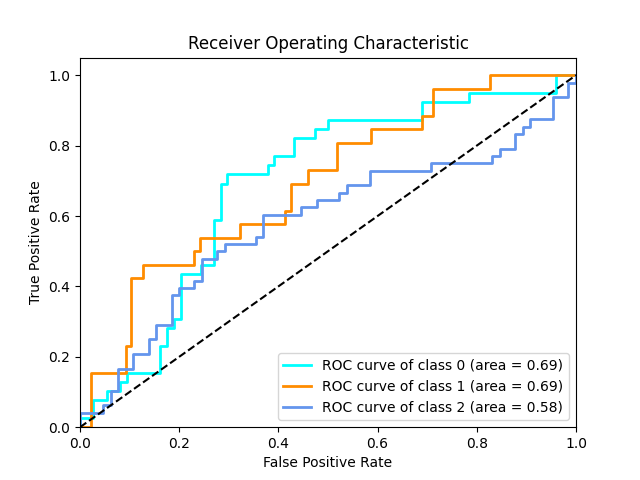 Receiver Operating Characteristic
1.0
0.8
0.6
0.4
0.2
0.0
True Positive Rate
ROC curve of class 0 (area = 0.69)
ROC curve of class 1 (area = 0.69)
ROC curve of class 2 (area = 0.58)
0.0 0.2 0.4 0.6 0.8 1.0
False Positive Rate